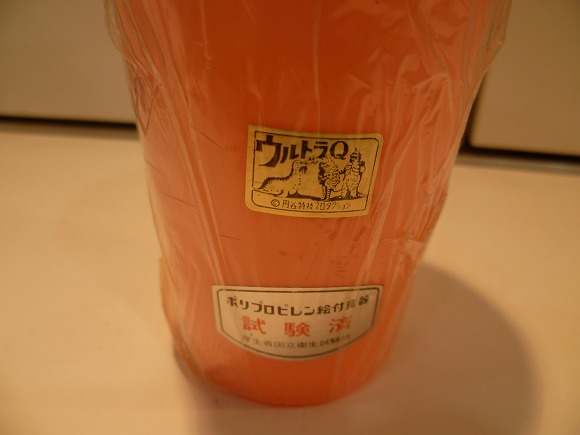 ウルトラQ
©円谷特技プロダクション
ポリプロピレン絵付食器
試験済
厚生省国立衛生試験所